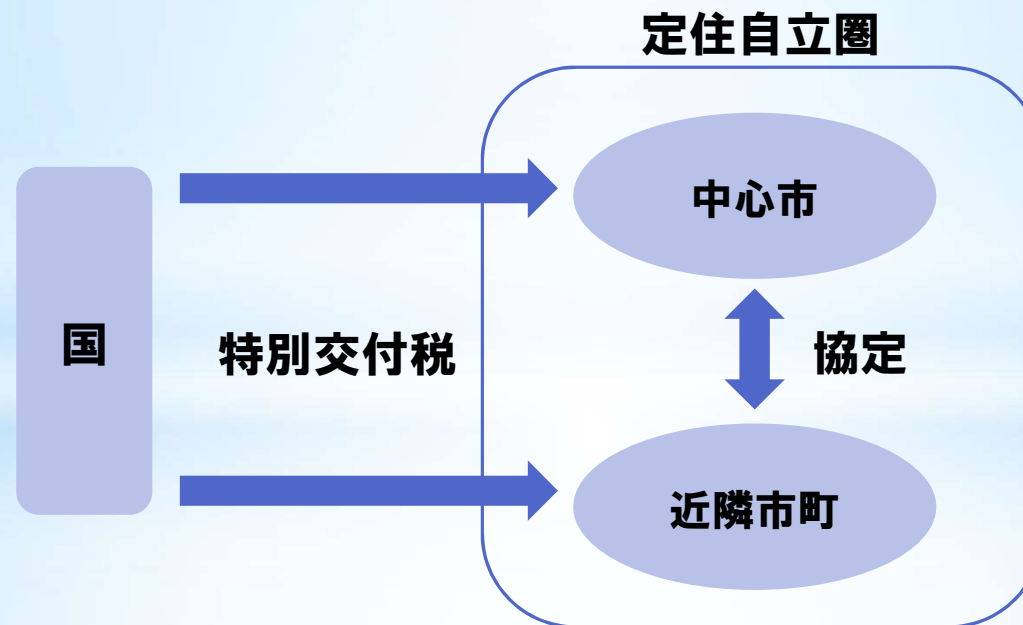 定住自立圏
中心市
国
特別交付税
協定
近隣市町